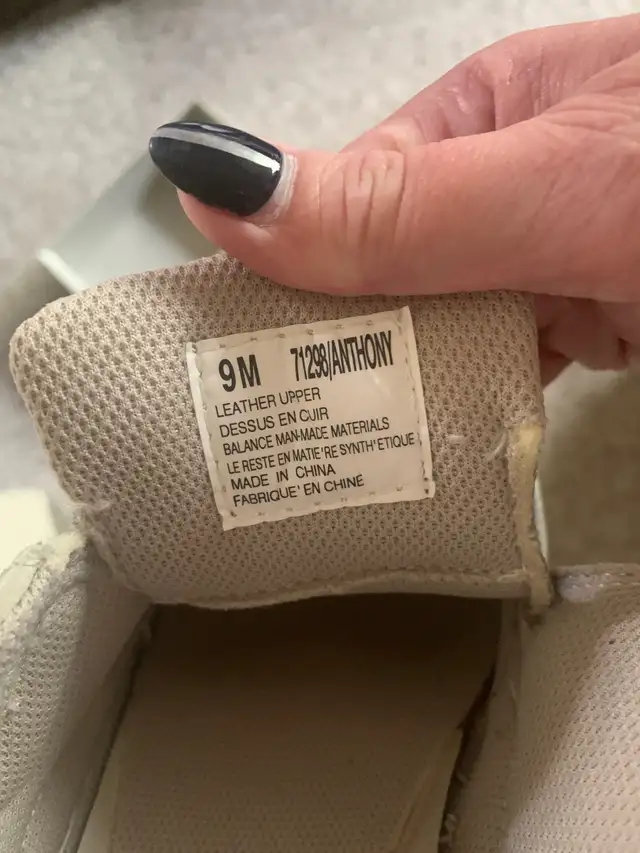 9M 71298/ANTHONY
LEATHER UPPER
DESSUS EN CUIR
BALANCE MAN-MADE MATERIALS
LE RESTE EN MATIE'RE SYNTH'ETIQUE
MADE IN CHINA
FABRIQUE' EN CHINE